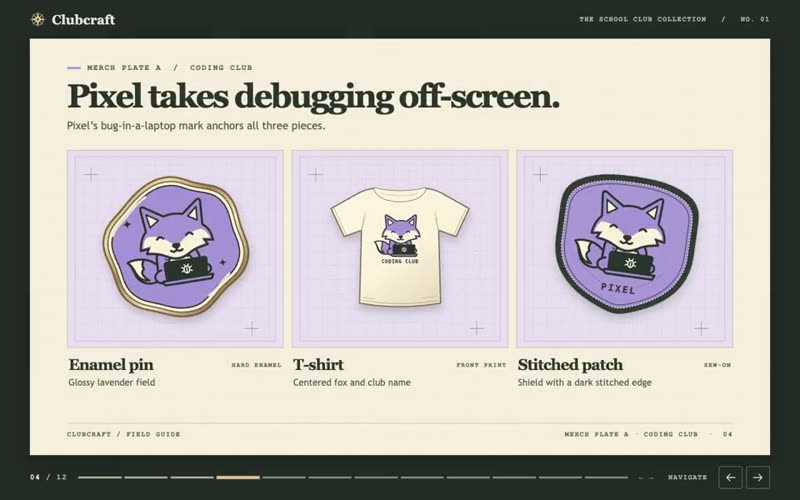 Clubcraft
THE SCHOOL CLUB COLLECTION / NO. 01
MERCH PLATE A / CODING CLUB
Pixel takes debugging off-screen.
Pixel's bug-in-a-laptop mark anchors all three pieces.
CODING CLUB
PIXEL
Enamel pin
HARD ENAMEL
Glossy lavender field
T-shirt
FRONT PRINT
Centered fox and club name
Stitched patch
SEW-ON
Shield with a dark stitched edge
CLUBCRAFT / FIELD GUIDE
MERCH PLATE A · CODING CLUB · 04
04 / 12
← → NAVIGATE ← →